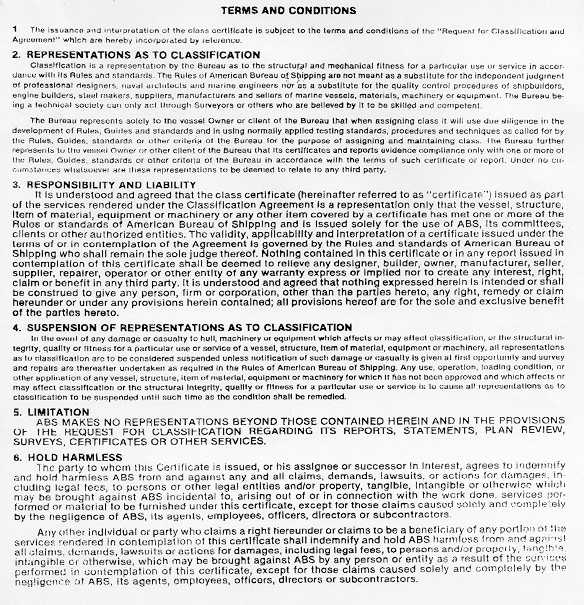 TERMS AND CONDITIONS
1 The issuance and interpretation of the class certificate is subject to the terms and conditions of the "Request for Classification and
Agreement" which are hereby incorporated by reference.
2. REPRESENTATIONS AS TO CLASSIFICATION
Classification is a representation by the Bureau as to the structural and mechanical fitness for a particular use or service in accor-
dance with its Rules and standards. The Rules of American Bureau of Shipping are not meant as a substitute for the independent judgment
of professional designers, naval architects and marine engineers nor as a substitute for the quality control procedures of shipbuilders,
engine builders, steel makers, suppliers, manufacturers and sellers of marine vessels, materials, machinery or equipment. The Bureau be-
ing a technical society can only act through Surveyors or others who are believed by it to be skilled and competent.
The Bureau represents solely to the vessel Owner or client of the Bureau that when assigning class it will use due diligence in the
development of Rules, Guides and standards and in using normally applied testing standards, procedures and techniques as called for by
the Rules, Guides, standards or other criteria of the Bureau for the purpose of assigning and maintaining class. The Bureau further
represents to the vessel Owner or other client of the Bureau that its certificates and reports evidence compliance only with one or more of
the Rules, Guides, standards or other criteria of the Bureau in accordance with the terms of such certificate or report. Under no cir-
cumstances whatsoever are these representations to be deemed to relate to any third party.
3. RESPONSIBILITY AND LIABILITY
It is understood and agreed that the class certificate (hereinafter referred to as "certificate") issued as part
of the services rendered under the Classification Agreement is a representation only that the vessel, structure,
item of material, equipment or machinery or any other item covered by a certificate has met one or more of the
Rules or standards of American Bureau of Shipping and is issued solely for the use of ABS, its committees,
clients or other authorized entities. The validity, applicability and interpretation of a certificate issued under the
terms of or in contemplation of the Agreement is governed by the Rules and standards of American Bureau of
Shipping who shall remain the sole judge thereof. Nothing contained in this certificate or in any report issued in
contemplation of this certificate shall be deemed to relieve any designer, builder, owner, manufacturer, seller,
supplier, repairer, operator or other entity of any warranty express or implied nor to create any interest, right,
claim or benefit in any third party. It is understood and agreed that nothing expressed herein is intended or shall
be construed to give any person, firm or corporation, other than the parties hereto, any right, remedy or claim
hereunder or under any provisions herein contained; all provisions hereof are for the sole and exclusive benefit
of the parties hereto.
4. SUSPENSION OF REPRESENTATIONS AS TO CLASSIFICATION
In the event of any damage or casualty to hull, machinery or equipment which affects or may affect classification, or the structural in-
tegrity, quality or fitness for a particular use or service of a vessel, structure, item of material, equipment or machinery, all representations
as to classification are to be considered suspended unless notification of such damage or casualty is given at first opportunity and survey
and repairs are thereafter undertaken as required in the Rules of American Bureau of Shipping. Any use, operation, loading condition, or
other application of any vessel, structure, item of material, equipment or machinery for which it has not been approved and which affects or
may affect classification or the structural integrity, quality or fitness for a particular use or service is to cause all representations as to
classification to be suspended until such time as the condition shall be remedied.
5. LIMITATION
ABS MAKES NO REPRESENTATIONS BEYOND THOSE CONTAINED HEREIN AND IN THE PROVISIONS
OF THE REQUEST FOR CLASSIFICATION REGARDING ITS REPORTS, STATEMENTS, PLAN REVIEW,
SURVEYS, CERTIFICATES OR OTHER SERVICES.
6. HOLD HARMLESS
The party to whom this Certificate is issued, or his assignee or successor in interest, agrees to indemnify
and hold harmless ABS from and against any and all claims, demands, lawsuits, or actions for damages, in-
cluding legal fees, to persons or other legal entities and/or property, tangible, intangible or otherwise which
may be brought against ABS incidental to, arising out of or in connection with the work done, services per-
formed or material to be furnished under this certificate, except for those claims caused solely and completely
by the negligence of ABS, its agents, employees, officers, directors or subcontractors.
Any other individual or party who claims a right hereunder or claims to be a beneficiary of any portion of the
services rendered in contemplation of this certificate shall indemnify and hold ABS harmless from and against
all claims, demands, lawsuits or actions for damages, including legal fees, to persons and/or property, tangible,
intangible or otherwise, which may be brought against ABS by any person or entity as a result of the services
performed in contemplation of this certificate, except for those claims caused solely and completely by the
negligence of ABS, its agents, employees, officers, directors or subcontractors.